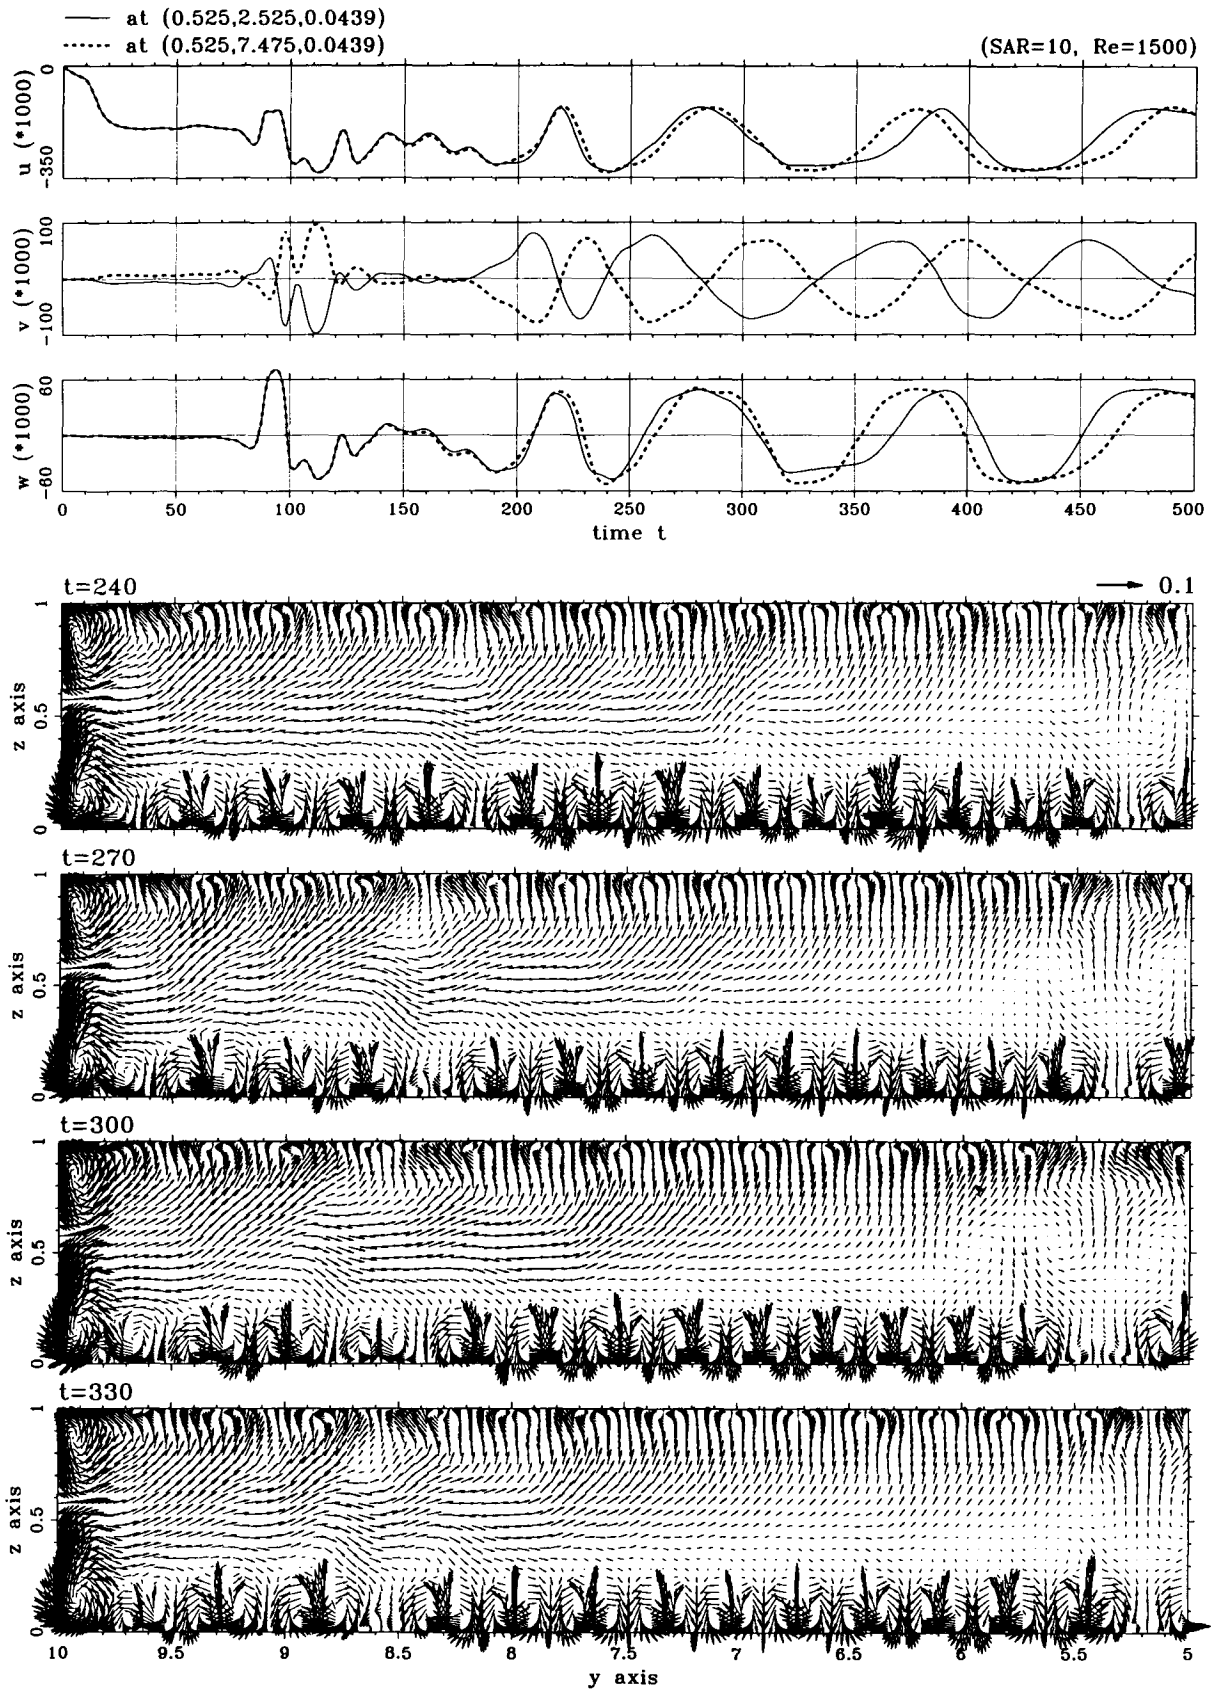 at (0.525,2.525,0.0439)
at (0.525,7.475,0.0439)
(SAR=10, Re=1500)
u (*1000)
0
-350
v (*1000)
100
-100
w (*1000)
60
-60
0 50 100 150 200 250 300 350 400 450 500
time t
t=240
0.1
z axis
1
0.5
0
t=270
z axis
1
0.5
0
t=300
z axis
1
0.5
0
t=330
z axis
1
0.5
0
10 9.5 9 8.5 8 7.5 7 6.5 6 5.5 5
y axis